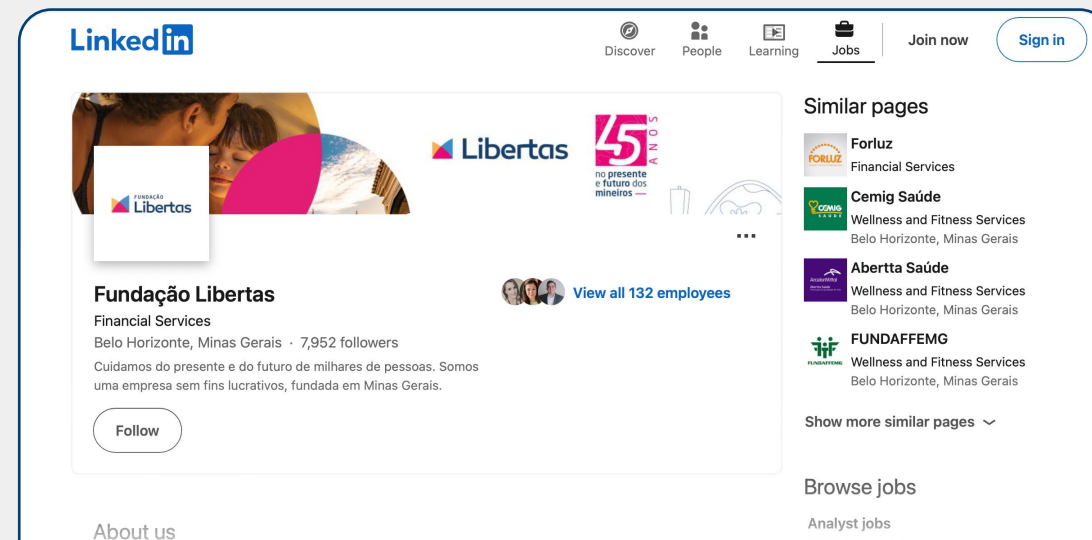 LinkedIn
Discover
People
Learning
Jobs
Join now
Sign in
Libertas
45 ANOS
no presente
e futuro dos
mineiros
FUNDAÇÃO
Libertas
Fundação Libertas
Financial Services
Belo Horizonte, Minas Gerais · 7,952 followers
Cuidamos do presente e do futuro de milhares de pessoas. Somos
uma empresa sem fins lucrativos, fundada em Minas Gerais.
View all 132 employees
Follow
About us
Similar pages
FORLUZ
Forluz
Financial Services
CEMIG
SAÚDE
Cemig Saúde
Wellness and Fitness Services
Belo Horizonte, Minas Gerais
ArcelorMittal
Abertta Saúde
Abertta Saúde
Wellness and Fitness Services
Belo Horizonte, Minas Gerais
FUNDAFFEMG
FUNDAFFEMG
Wellness and Fitness Services
Belo Horizonte, Minas Gerais
Show more similar pages
Browse jobs
Analyst jobs